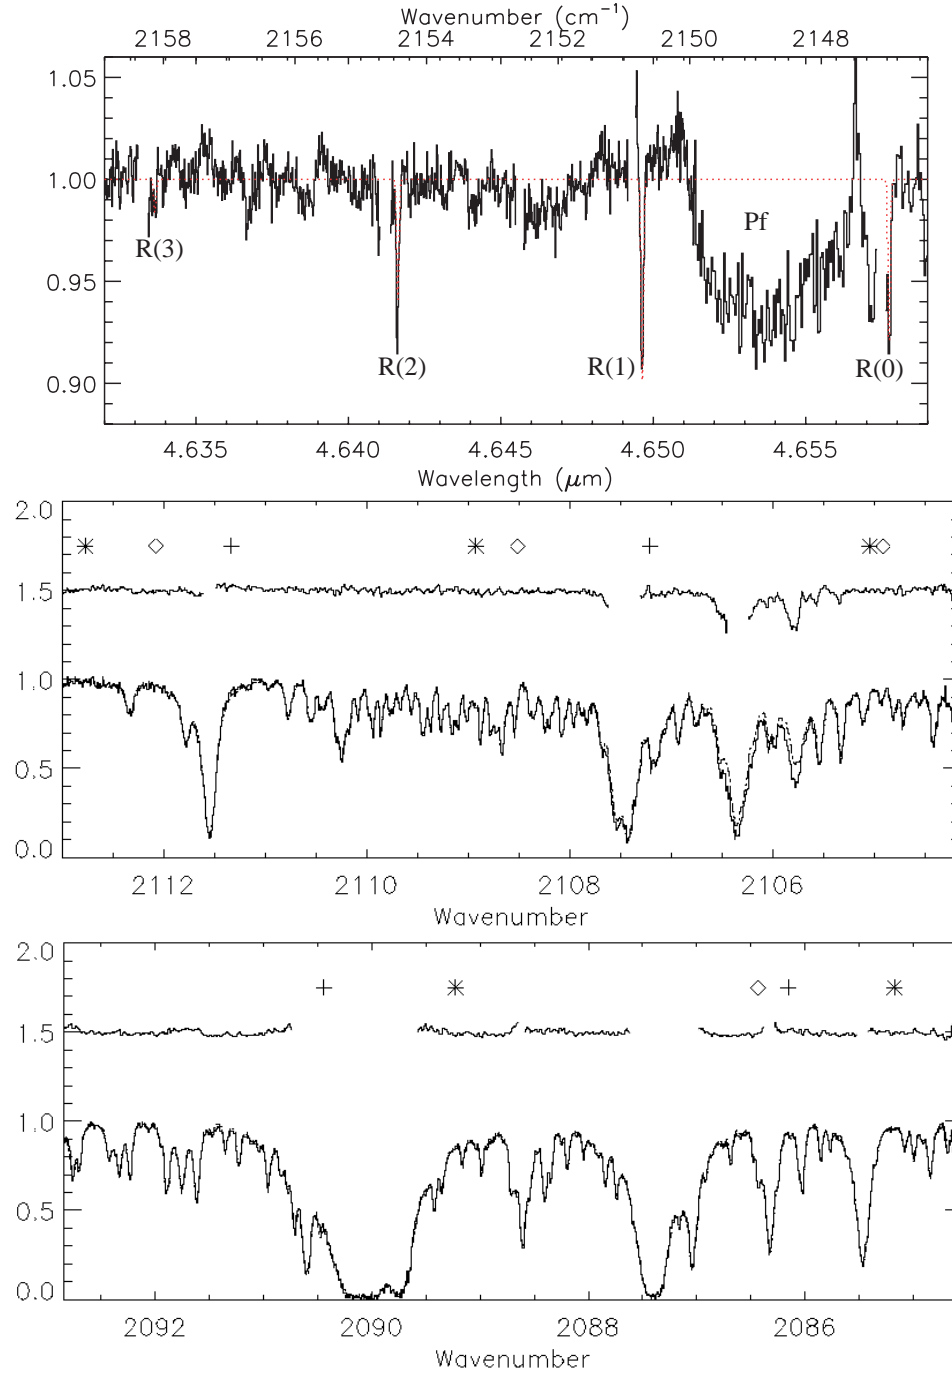 Wavenumber (cm⁻¹)
2158 2156 2154 2152 2150 2148
1.05
1.00
0.95
0.90
R(3)
R(2)
R(1)
Pf
R(0)
4.635 4.640 4.645 4.650 4.655
Wavelength (μm)
2.0
1.5
1.0
0.5
0.0
2112 2110 2108 2106
Wavenumber
2.0
1.5
1.0
0.5
0.0
2092 2090 2088 2086
Wavenumber